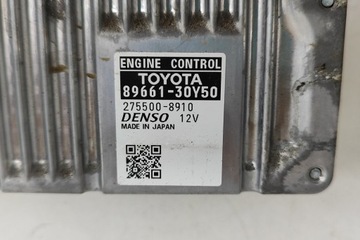 ENGINE CONTROL
TOYOTA
89661-30Y50
275500-8910
DENSO 12V
MADE IN JAPAN